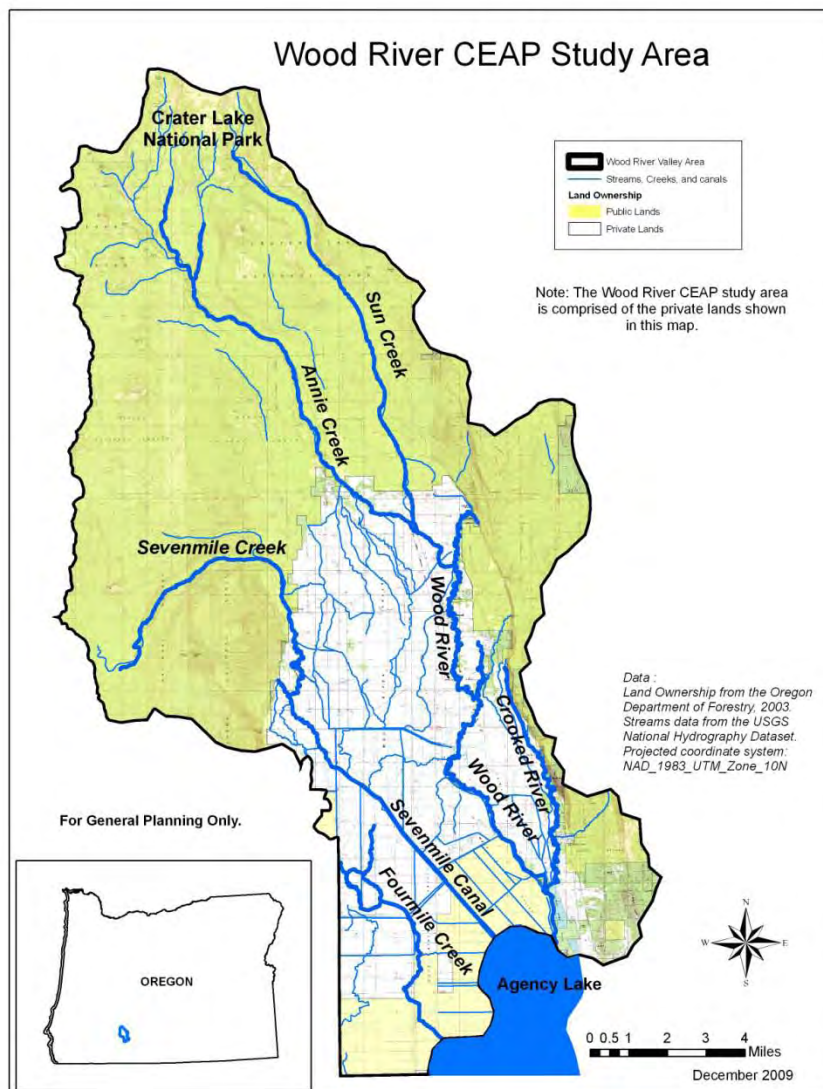 Wood River CEAP Study Area
Crater Lake
National Park
Wood River Valley Area
Streams, Creeks, and canals
Land Ownership
Public Lands
Private Lands
Note: The Wood River CEAP study area
is comprised of the private lands shown
in this map.
Sun Creek
Annie Creek
Sevenmile Creek
Wood River
Crooked River
Wood River
Data :
Land Ownership from the Oregon
Department of Forestry, 2003.
Streams data from the USGS
National Hydrography Dataset.
Projected coordinate system:
NAD_1983_UTM_Zone_10N
For General Planning Only.
Sevenmile Canal
Fourmile Creek
Agency Lake
OREGON
N
W
E
S
0 0.5 1 2 3 4
Miles
December 2009